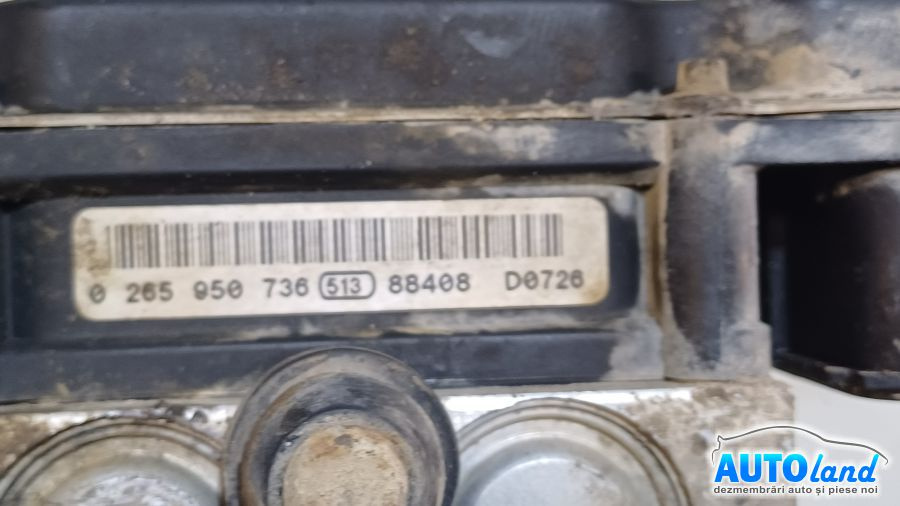 0 265 950 736 513 88408 D0726
AUTOland
dezmembrări auto și piese noi